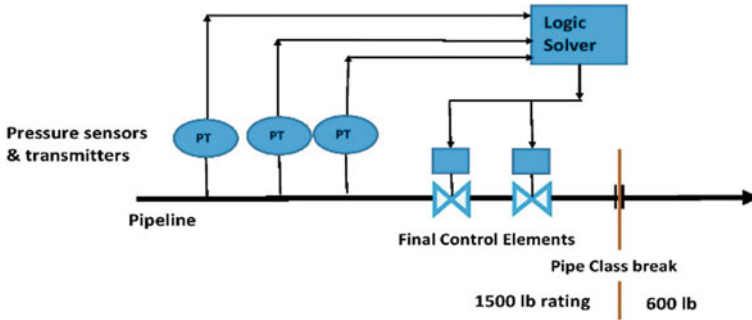 Logic
Solver
Pressure sensors
& transmitters
PT
PT
PT
Pipeline
Final Control Elements
Pipe Class break
1500 lb rating
600 lb